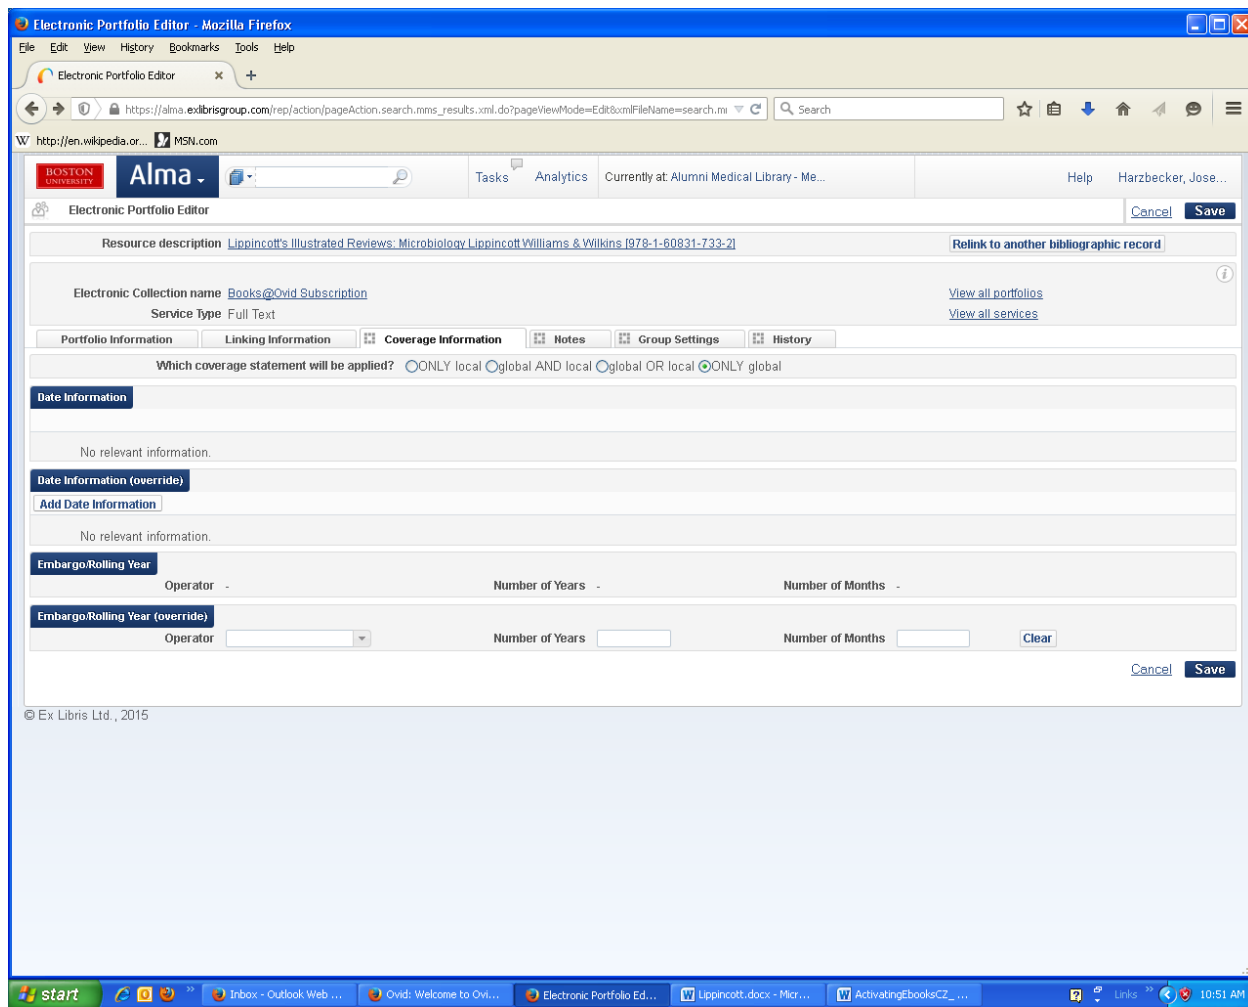 Electronic Portfolio Editor - Mozilla Firefox
File Edit View History Bookmarks Tools Help
Electronic Portfolio Editor × +
https://alma.exlibrisgroup.com/rep/action/pageAction.search.mms_results.xml.do?pageViewMode=Edit&xmlFileName=search.m Search
W http://en.wikipedia.or... MSN.com
BOSTON UNIVERSITY Alma Tasks Analytics Currently at: Alumni Medical Library - Me... Help Harzbecker, Jose...
Electronic Portfolio Editor Cancel Save
Resource description Lippincott's Illustrated Reviews: Microbiology Lippincott Williams & Wilkins [978-1-60831-733-2] Relink to another bibliographic record
Electronic Collection name Books@Ovid Subscription View all portfolios
Service Type Full Text View all services
Portfolio Information Linking Information Coverage Information Notes Group Settings History
Which coverage statement will be applied? ONLY local global AND local global OR local ONLY global
Date Information
No relevant information.
Date Information (override)
Add Date Information
No relevant information.
Embargo/Rolling Year
Operator - Number of Years - Number of Months -
Embargo/Rolling Year (override)
Operator Number of Years Number of Months Clear
Cancel Save
© Ex Libris Ltd., 2015
start Inbox - Outlook Web ... Ovid: Welcome to Ovi... Electronic Portfolio Ed... Lippincott.docx - Micr... ActivatingEbooksCZ_ ... Links 10:51 AM